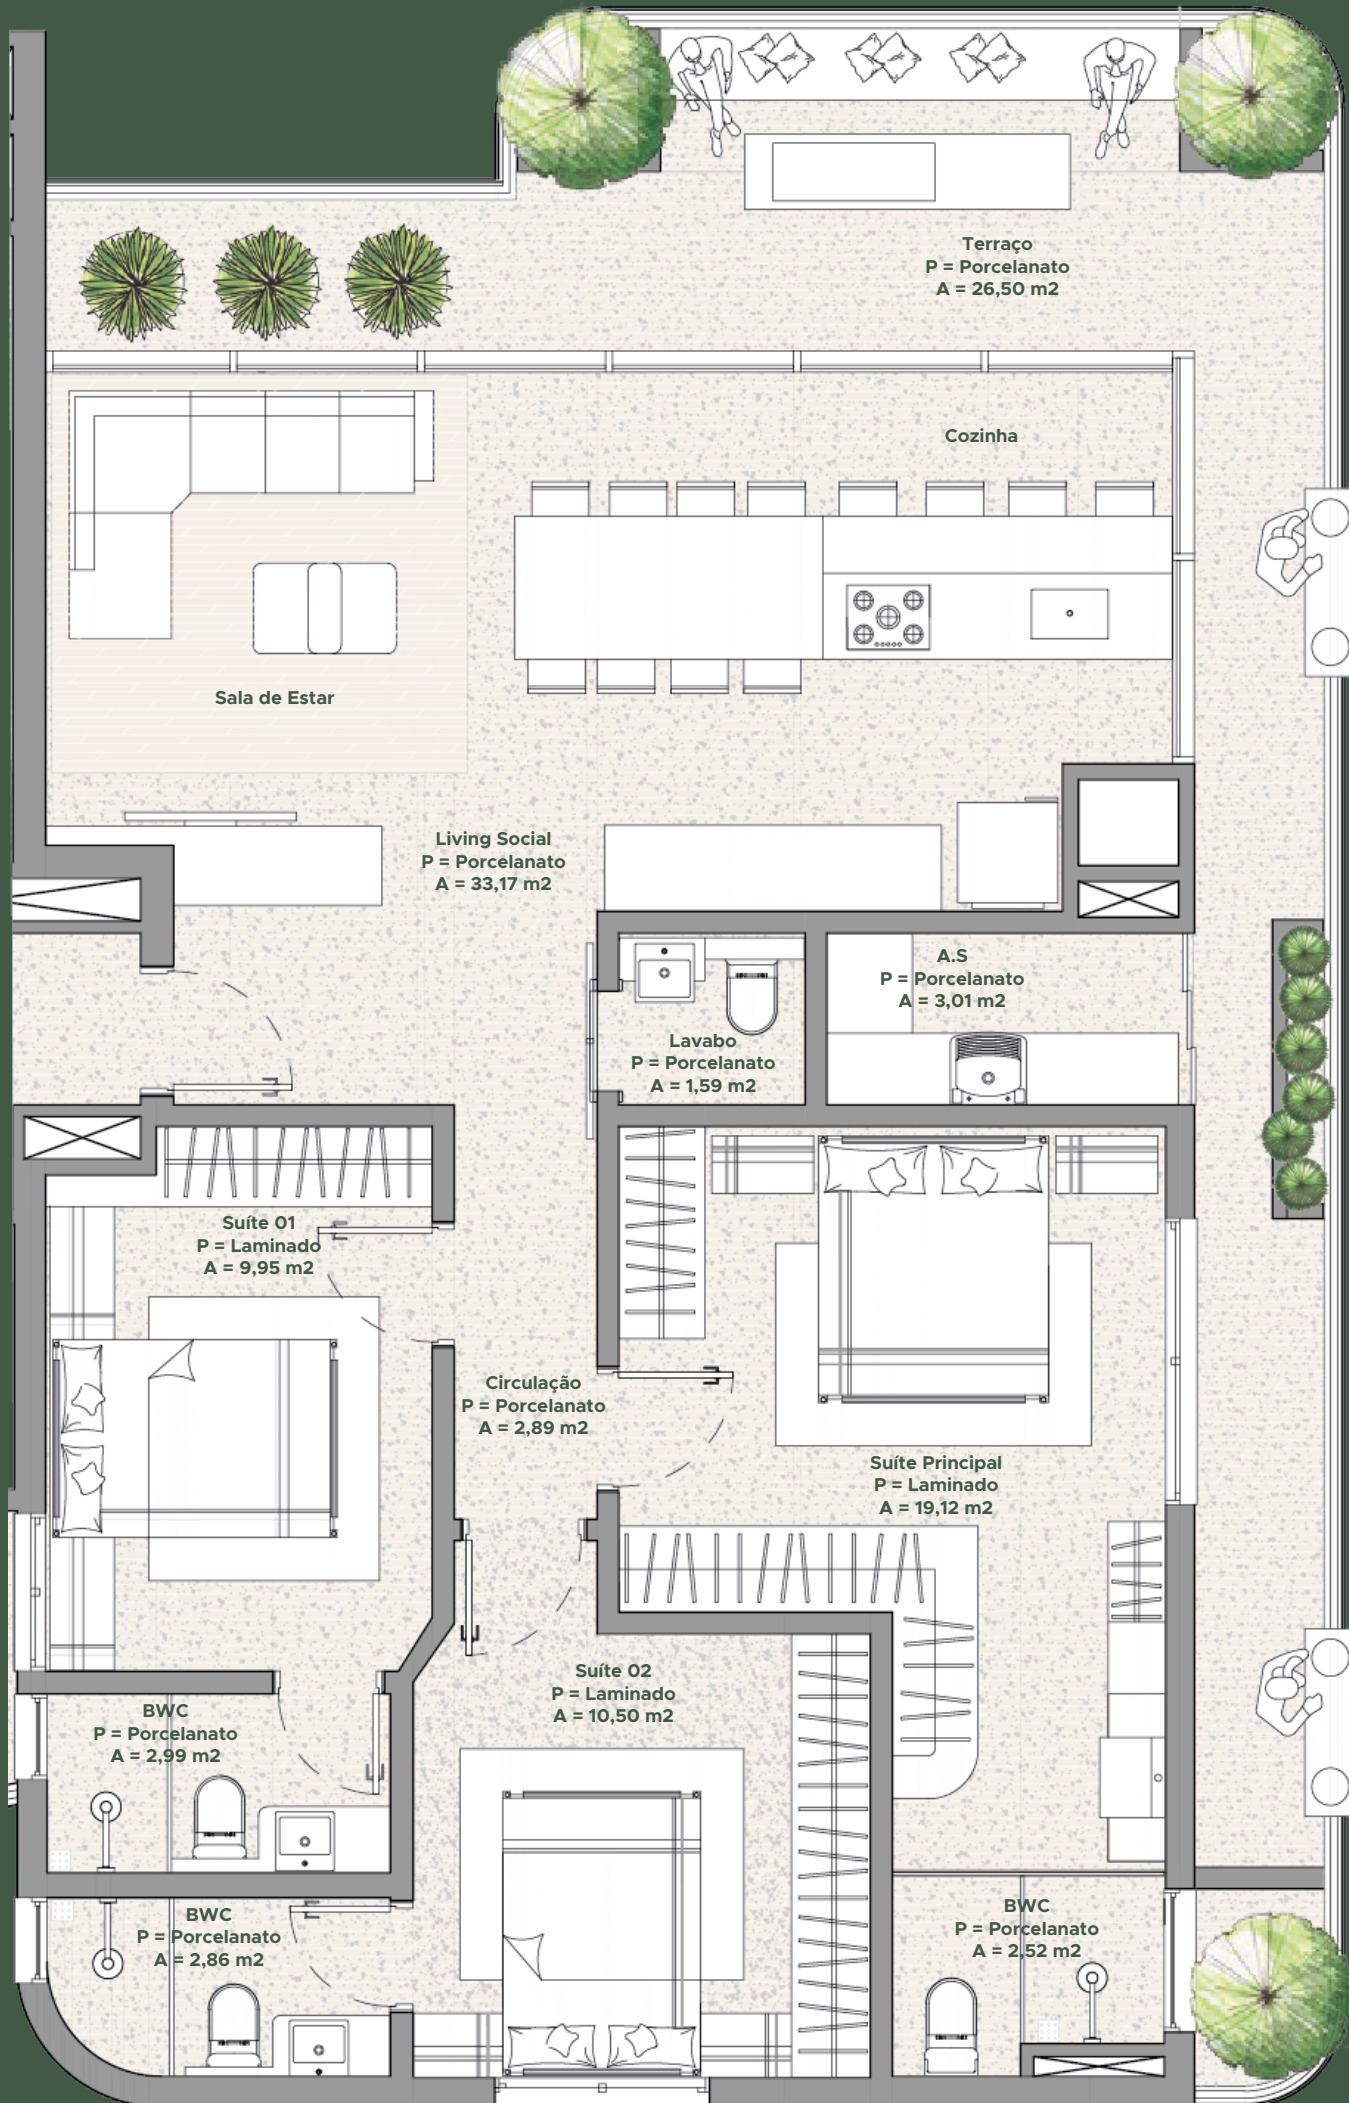 Terraço
P = Porcelanato
A = 26,50 m2
Cozinha
Sala de Estar
Living Social
P = Porcelanato
A = 33,17 m2
A.S
P = Porcelanato
A = 3,01 m2
Lavabo
P = Porcelanato
A = 1,59 m2
Suíte 01
P = Laminado
A = 9,95 m2
Circulação
P = Porcelanato
A = 2,89 m2
Suíte Principal
P = Laminado
A = 19,12 m2
Suíte 02
P = Laminado
A = 10,50 m2
BWC
P = Porcelanato
A = 2,99 m2
BWC
P = Porcelanato
A = 2,86 m2
BWC
P = Porcelanato
A = 2,52 m2